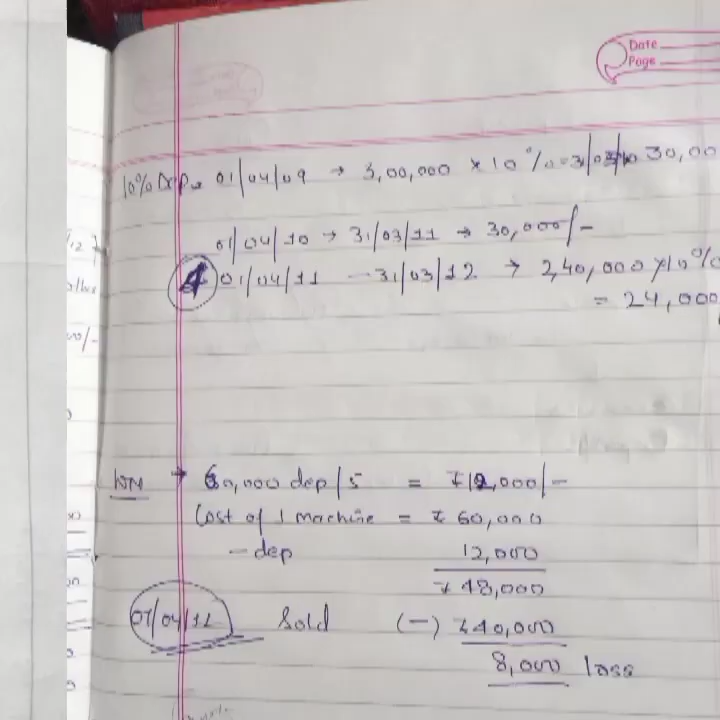 Date
Page
10% Dep 01/04/09 → 3,00,000 × 10% = 31/03/10 30,00
01/04/10 → 31/03/11 → 30,000/-
01/04/11 — 31/03/12 → 2,40,000 × 10%
= 24,000
WN → 60,000 dep/5 = ₹12,000/-
Cost of 1 machine = ₹ 60,000
- dep 12,000
₹ 48,000
01/04/11 Sold (-) ₹40,000
8,000 loss